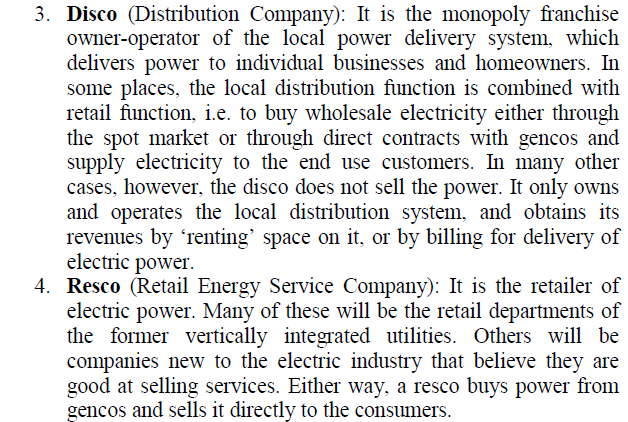 3. Disco (Distribution Company): It is the monopoly franchise
owner-operator of the local power delivery system, which
delivers power to individual businesses and homeowners. In
some places, the local distribution function is combined with
retail function, i.e. to buy wholesale electricity either through
the spot market or through direct contracts with gencos and
supply electricity to the end use customers. In many other
cases, however, the disco does not sell the power. It only owns
and operates the local distribution system, and obtains its
revenues by ‘renting’ space on it, or by billing for delivery of
electric power.
4. Resco (Retail Energy Service Company): It is the retailer of
electric power. Many of these will be the retail departments of
the former vertically integrated utilities. Others will be
companies new to the electric industry that believe they are
good at selling services. Either way, a resco buys power from
gencos and sells it directly to the consumers.